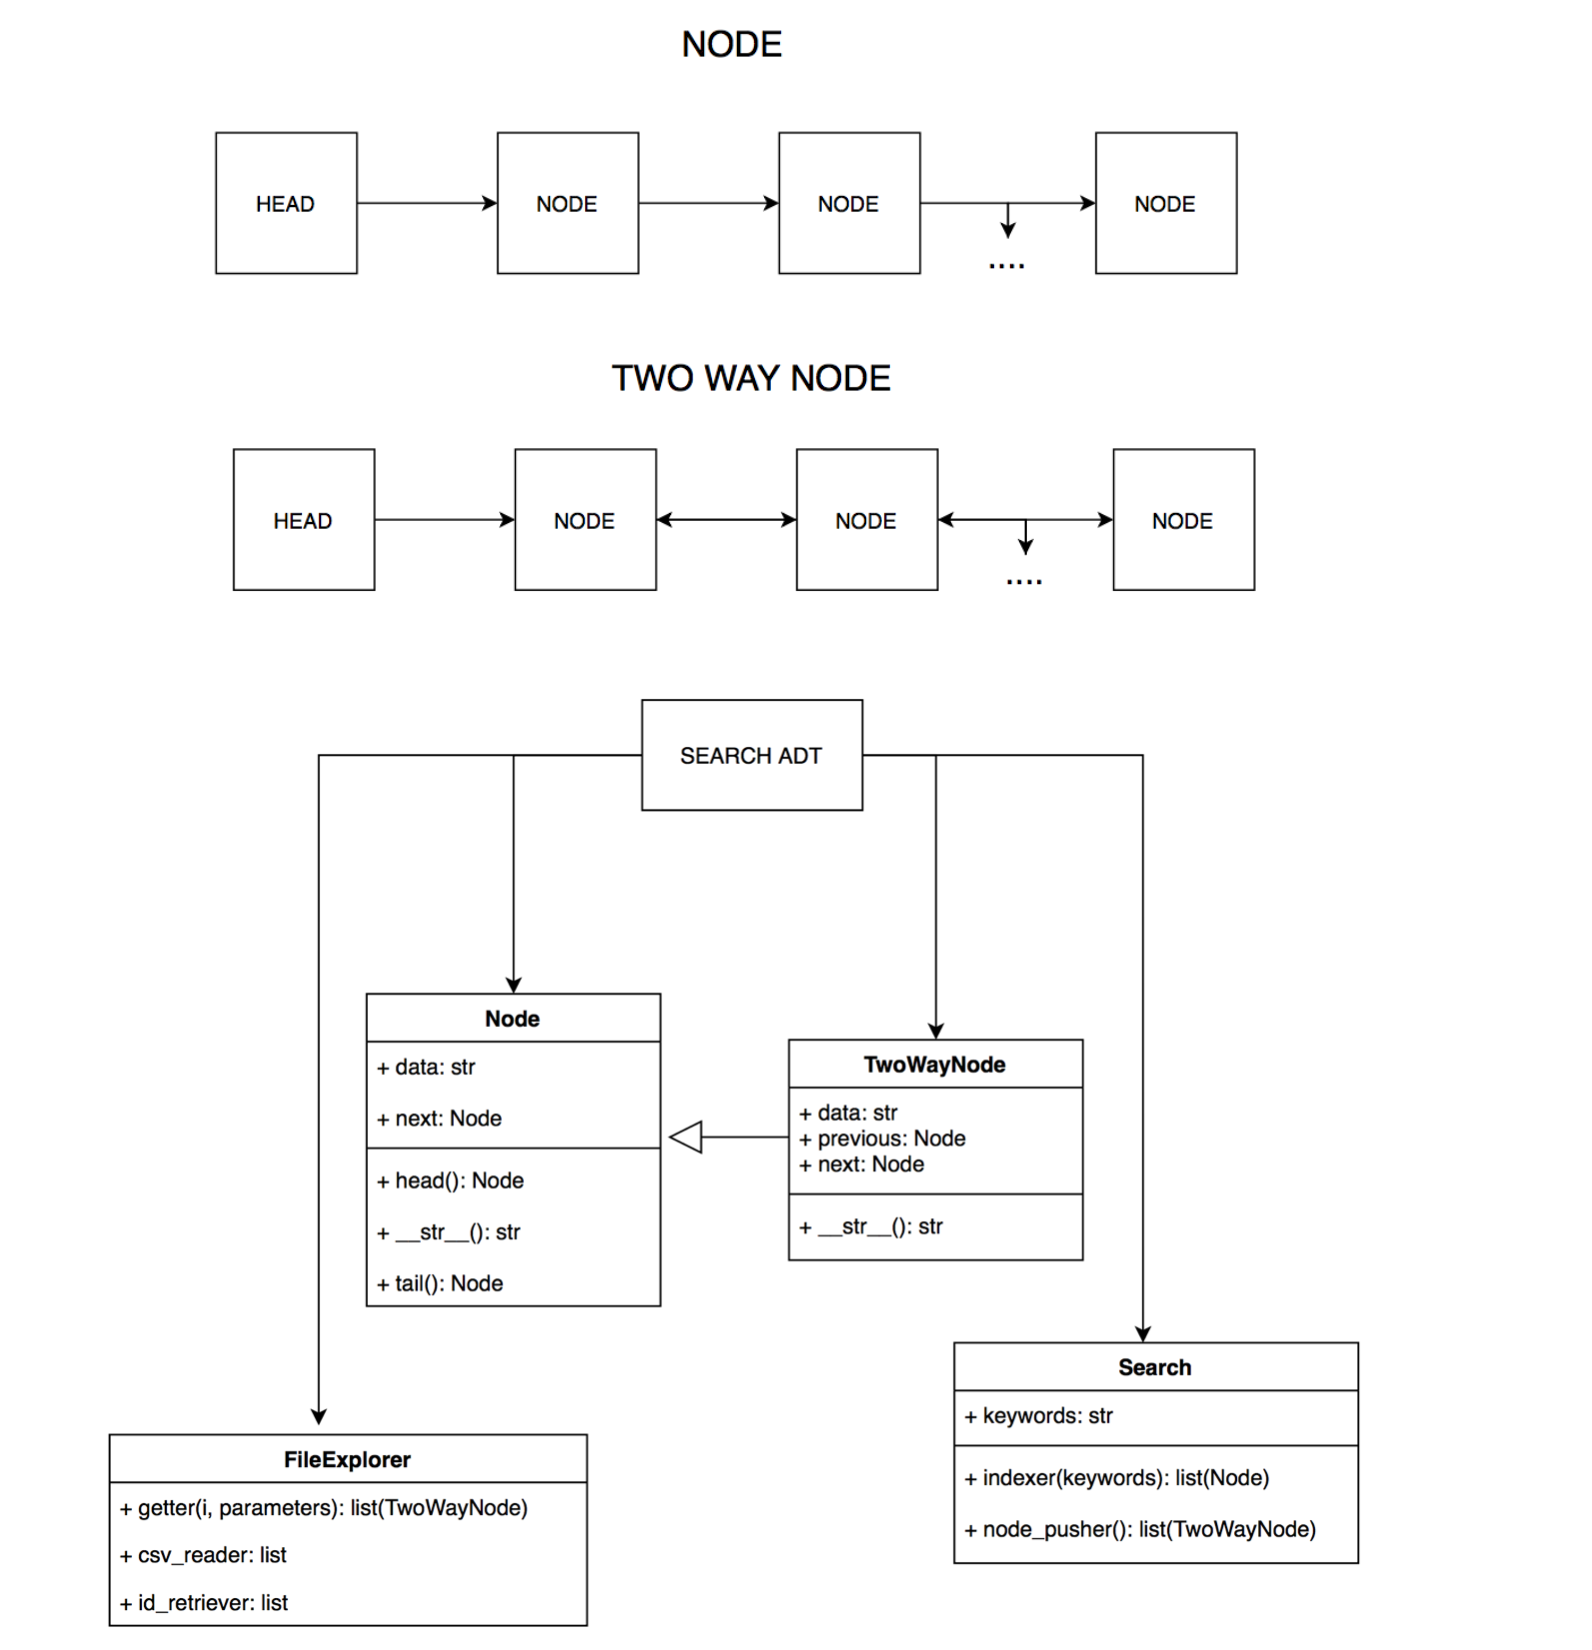 NODE
HEAD
NODE
NODE
NODE
....
TWO WAY NODE
HEAD
NODE
NODE
NODE
....
SEARCH ADT
Node
+ data: str
+ next: Node
+ head(): Node
+ __str__(): str
+ tail(): Node
TwoWayNode
+ data: str
+ previous: Node
+ next: Node
+ __str__(): str
Search
+ keywords: str
+ indexer(keywords): list(Node)
+ node_pusher(): list(TwoWayNode)
FileExplorer
+ getter(i, parameters): list(TwoWayNode)
+ csv_reader: list
+ id_retriever: list